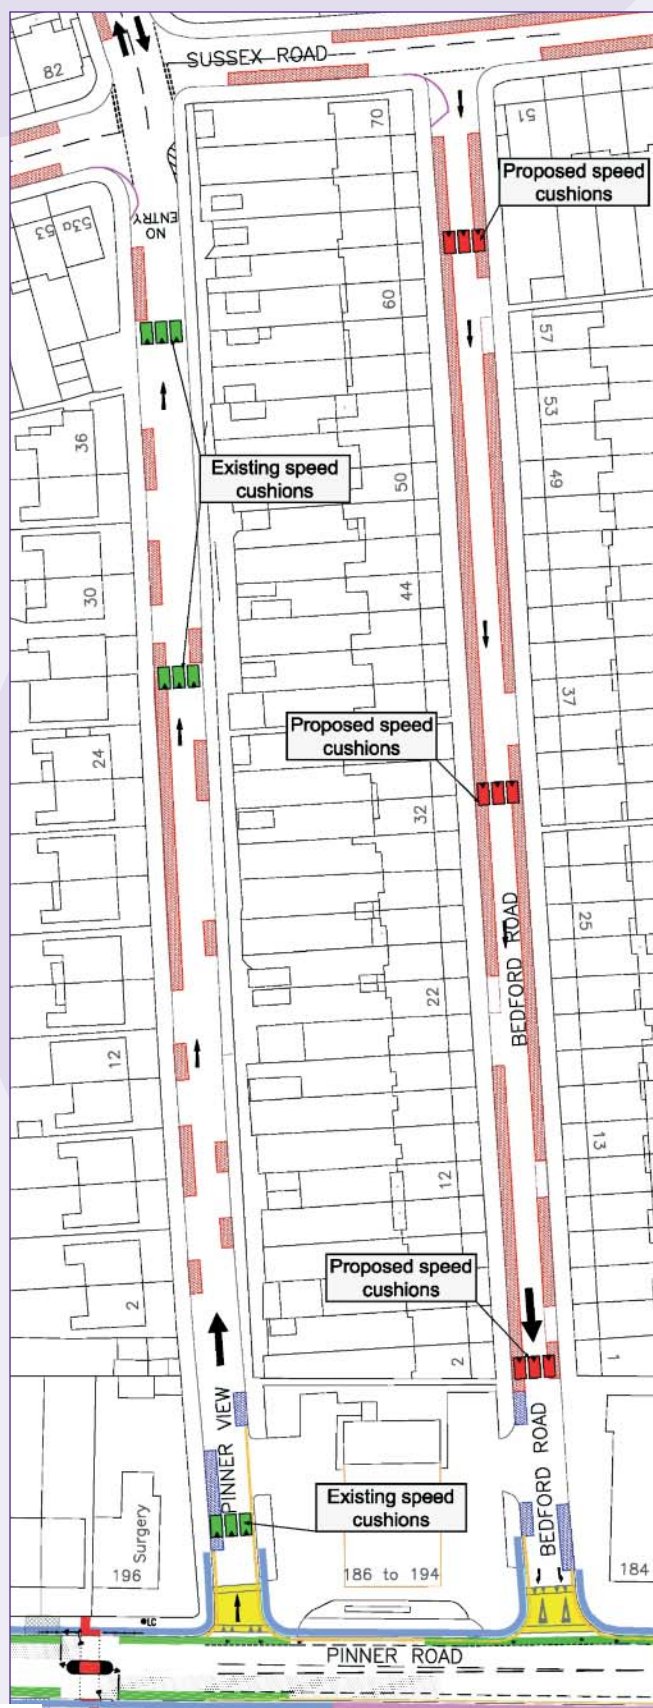 SUSSEX ROAD
82
70
51
Proposed speed
cushions
53
53a
NO
ENTRY
60
57
53
36
Existing speed
cushions
50
49
30
44
37
Proposed speed
cushions
24
32
25
BEDFORD ROAD
22
12
13
12
Proposed speed
cushions
2
2
1
PINNER VIEW
BEDFORD ROAD
Existing speed
cushions
Surgery
196
186 to 194
184
LC
PINNER ROAD